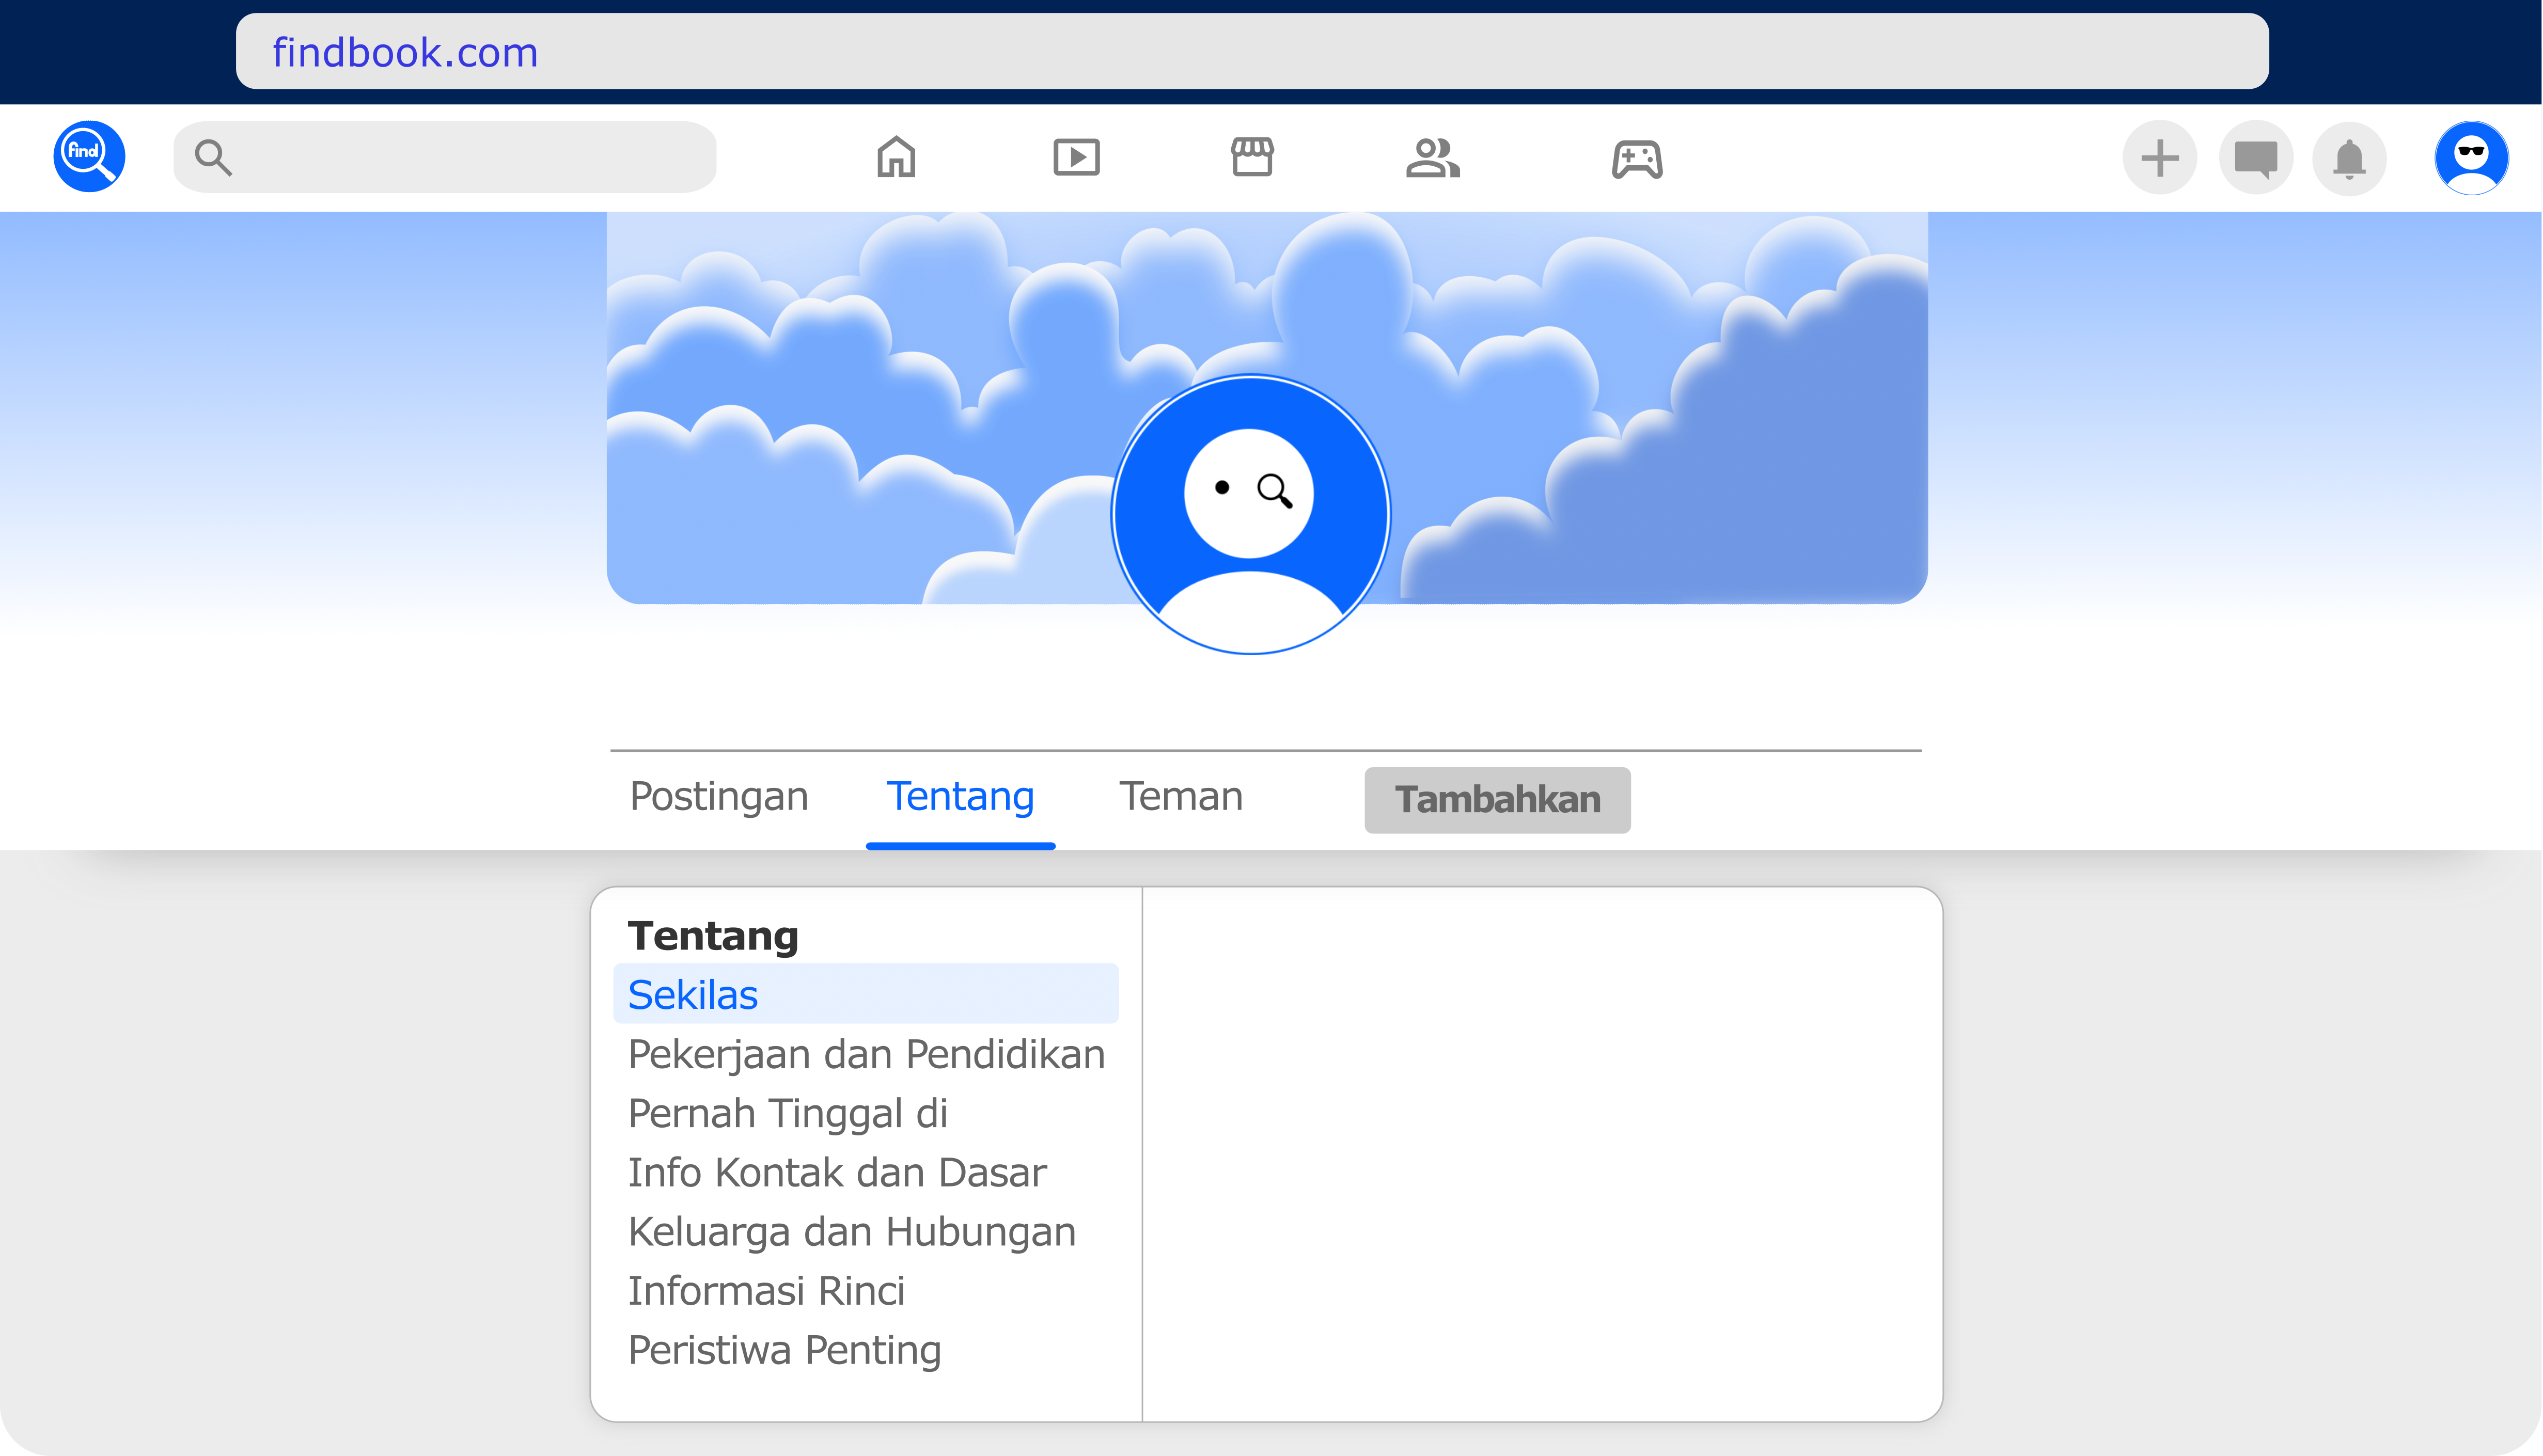 findbook.com
find
Postingan Tentang Teman Tambahkan
Tentang
Sekilas
Pekerjaan dan Pendidikan
Pernah Tinggal di
Info Kontak dan Dasar
Keluarga dan Hubungan
Informasi Rinci
Peristiwa Penting